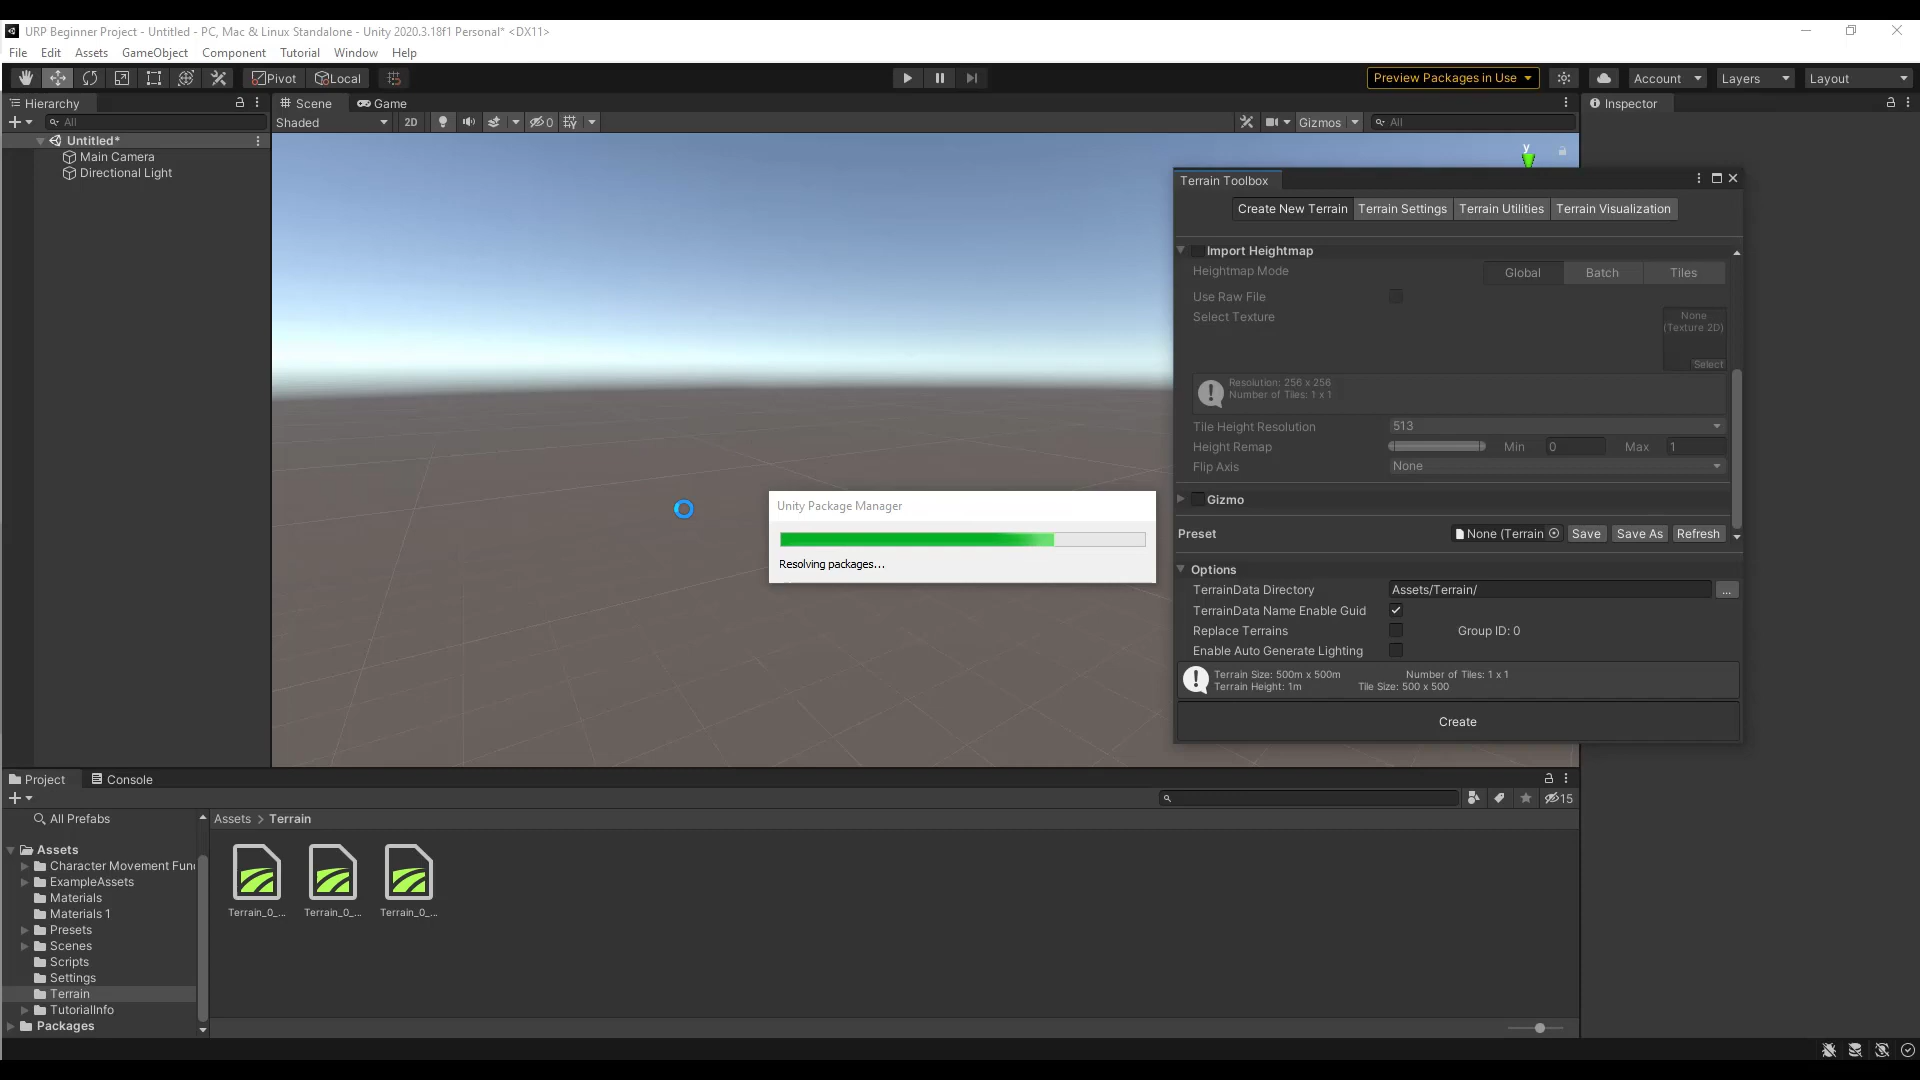 URP Beginner Project - Untitled - PC, Mac & Linux Standalone - Unity 2020.3.18f1 Personal* <DX11>
File Edit Assets GameObject Component Tutorial Window Help
Pivot Local Preview Packages in Use Account Layers Layout
Hierarchy
All
Untitled*
Main Camera
Directional Light
Scene Game
Shaded 2D 0 Gizmos All
y
Inspector
Terrain Toolbox
Create New Terrain Terrain Settings Terrain Utilities Terrain Visualization
Import Heightmap
Heightmap Mode Global Batch Tiles
Use Raw File
Select Texture None
(Texture 2D)
Select
Resolution: 256 x 256
Number of Tiles: 1 x 1
Tile Height Resolution 513
Height Remap Min 0 Max 1
Flip Axis None
Gizmo
Preset None (Terrain Save Save As Refresh
Options
TerrainData Directory Assets/Terrain/ ...
TerrainData Name Enable Guid
Replace Terrains Group ID: 0
Enable Auto Generate Lighting
Terrain Size: 500m x 500m Number of Tiles: 1 x 1
Terrain Height: 1m Tile Size: 500 x 500
Create
Unity Package Manager
Resolving packages...
Project Console
15
All Prefabs
Assets
Character Movement Fun
ExampleAssets
Materials
Materials 1
Presets
Scenes
Scripts
Settings
Terrain
TutorialInfo
Packages
Assets > Terrain
Terrain_0_... Terrain_0_... Terrain_0_...